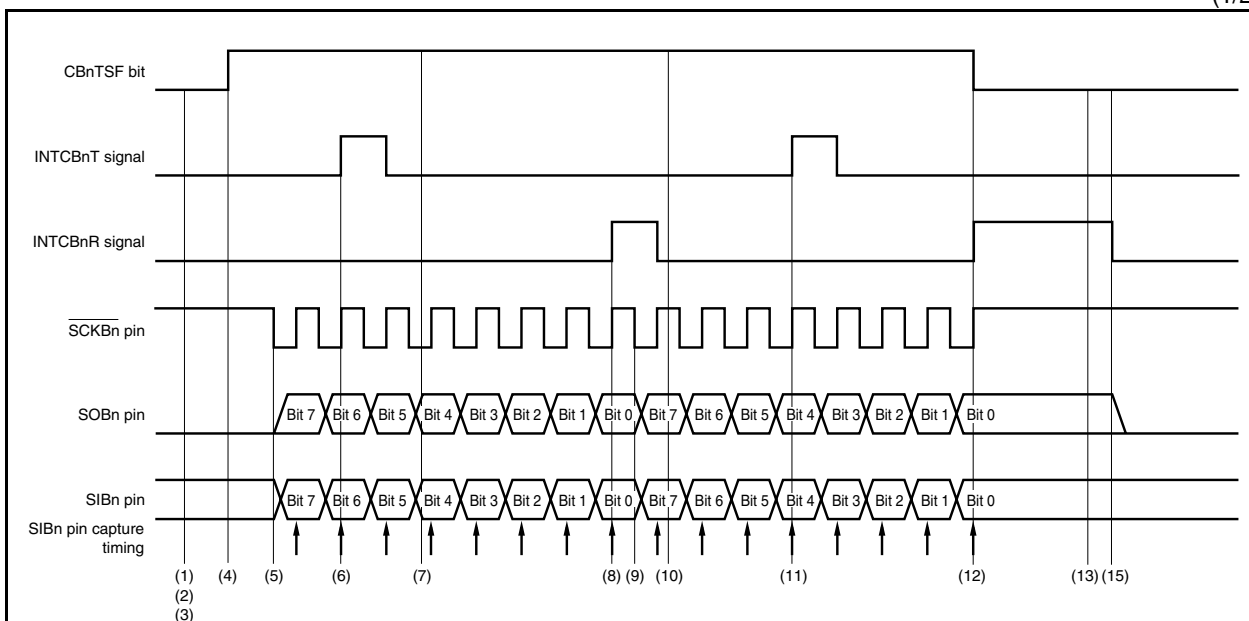 (1/2
CBnTSF bit
INTCBnT signal
INTCBnR signal
SCKBn pin
SOBn pin
Bit 7 Bit 6 Bit 5 Bit 4 Bit 3 Bit 2 Bit 1 Bit 0 Bit 7 Bit 6 Bit 5 Bit 4 Bit 3 Bit 2 Bit 1 Bit 0
SIBn pin
Bit 7 Bit 6 Bit 5 Bit 4 Bit 3 Bit 2 Bit 1 Bit 0 Bit 7 Bit 6 Bit 5 Bit 4 Bit 3 Bit 2 Bit 1 Bit 0
SIBn pin capture
timing
(1) (4) (5) (6) (7) (8) (9) (10) (11) (12) (13) (15)
(2)
(3)